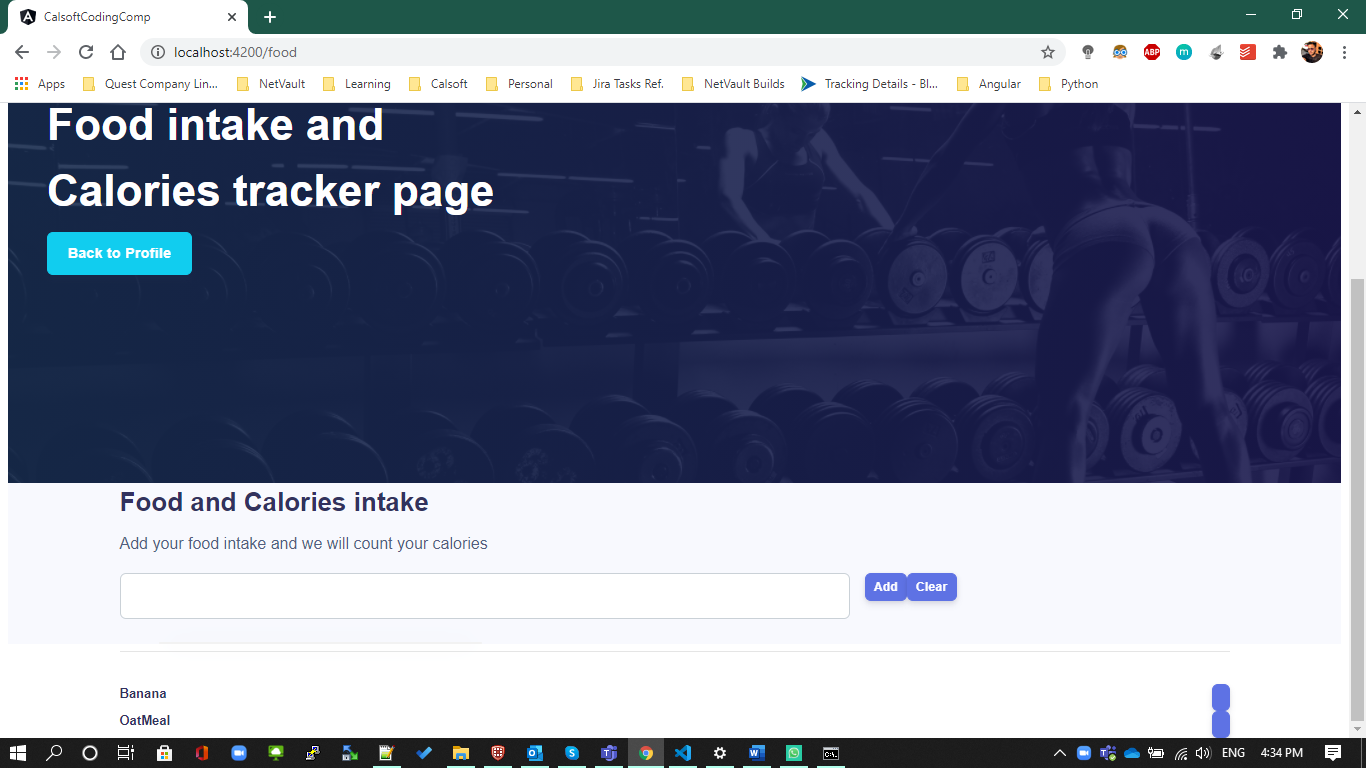 CalsoftCodingComp
localhost:4200/food
ABP
m
Apps Quest Company Lin... NetVault Learning Calsoft Personal Jira Tasks Ref. NetVault Builds Tracking Details - Bl... Angular Python
Food intake and
Calories tracker page
Back to Profile
Food and Calories intake
Add your food intake and we will count your calories
Add Clear
Banana
OatMeal
ENG 4:34 PM